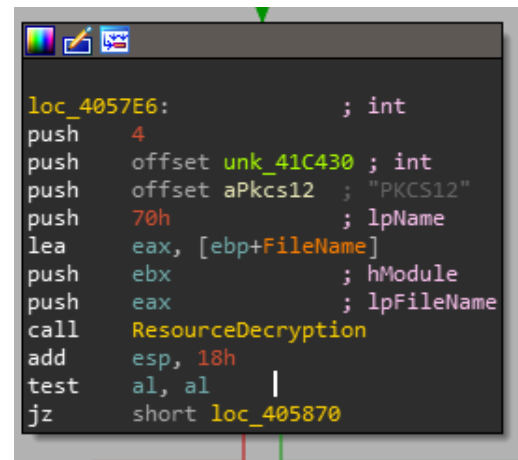 loc_4057E6: ; int
push 4
push offset unk_41C430 ; int
push offset aPkcs12 ; "PKCS12"
push 70h ; lpName
lea eax, [ebp+FileName]
push ebx ; hModule
push eax ; lpFileName
call ResourceDecryption
add esp, 18h
test al, al
jz short loc_405870